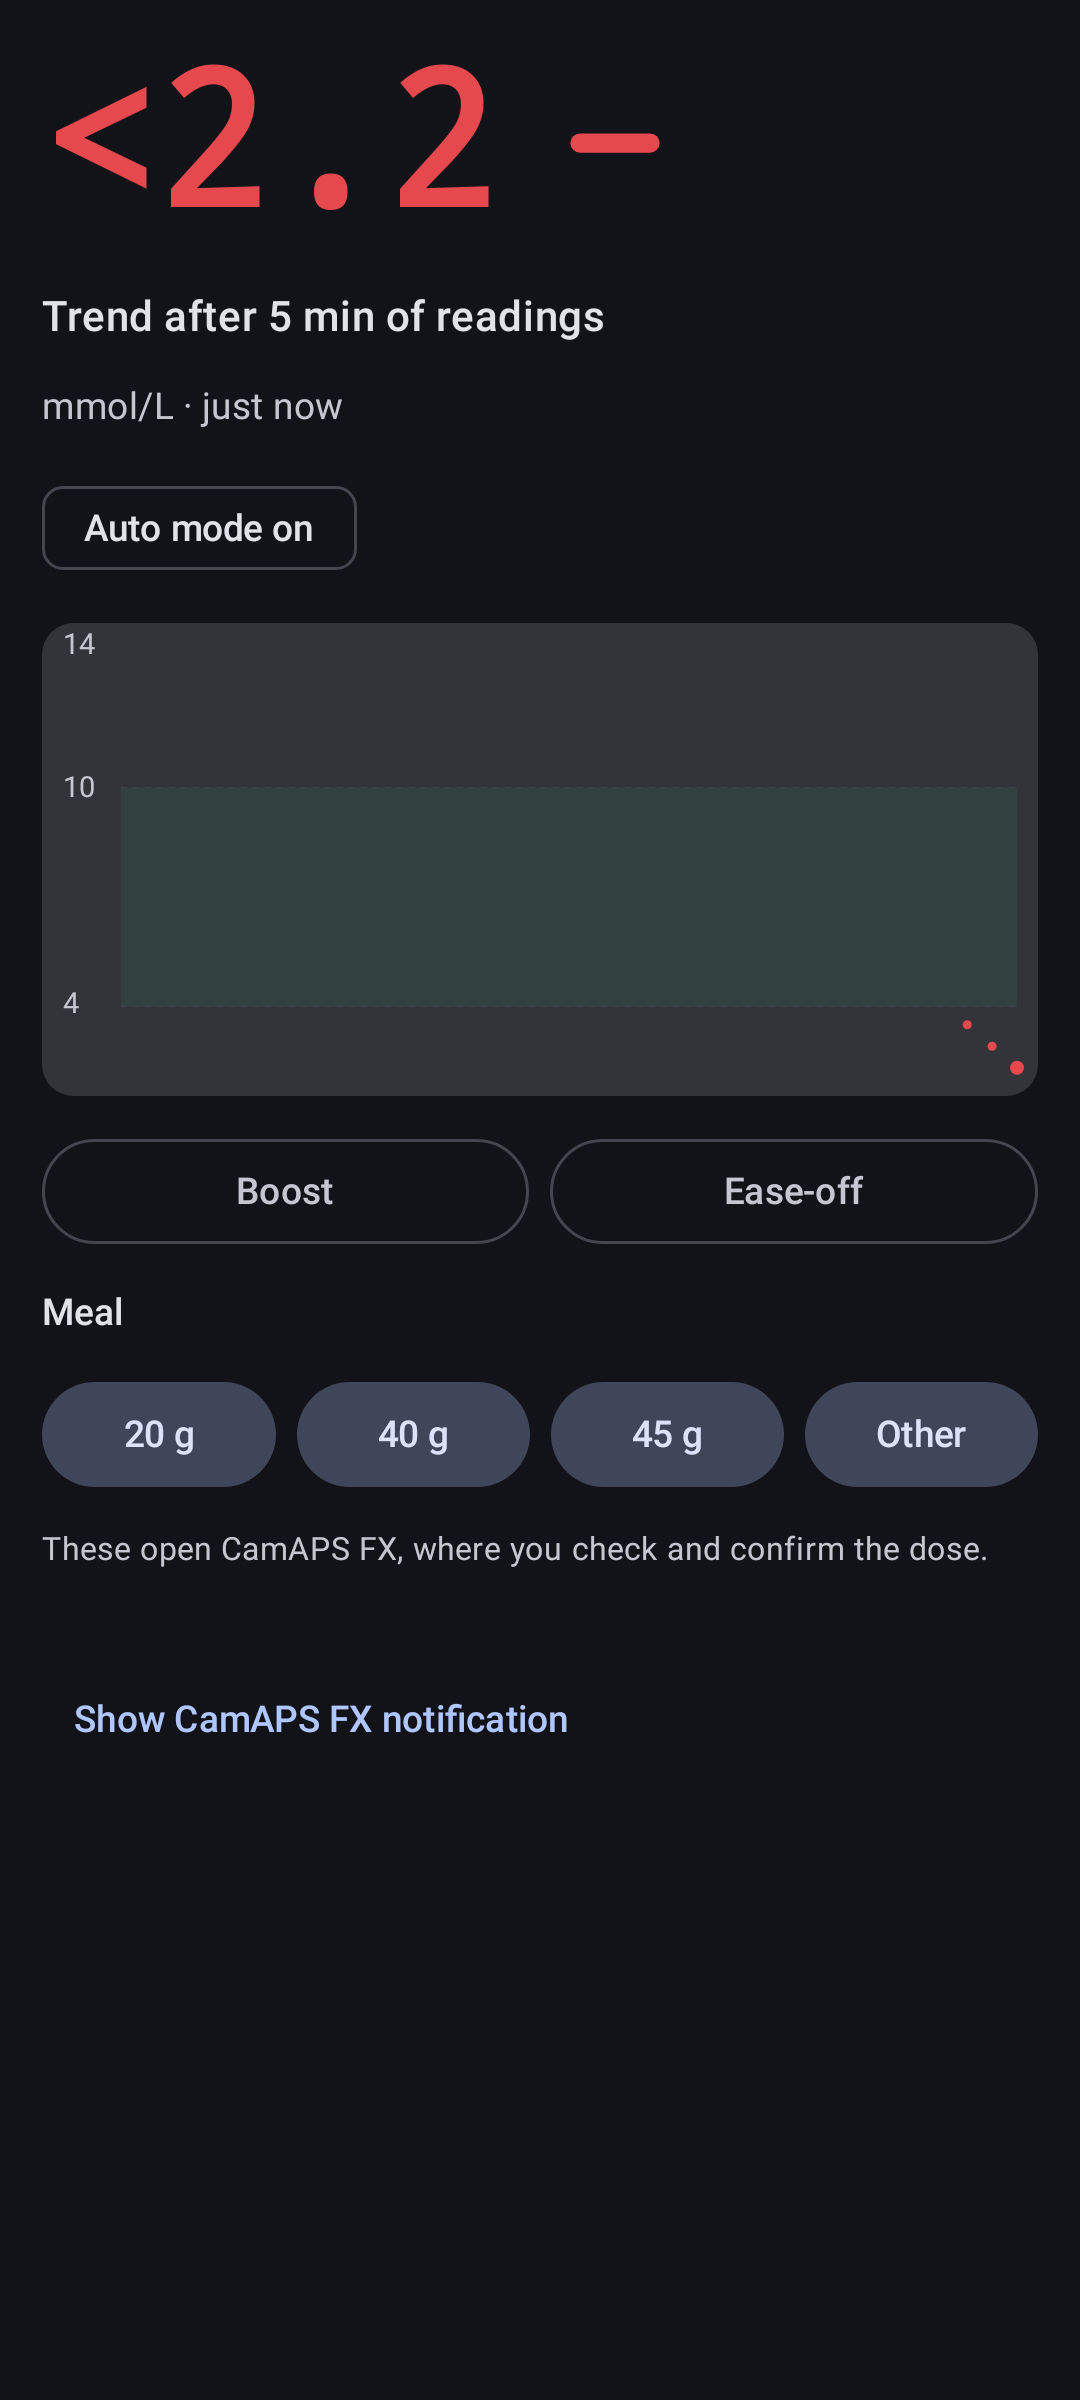 <2.2 –
Trend after 5 min of readings
mmol/L · just now
Auto mode on
14
10
4
Boost Ease-off
Meal
20 g 40 g 45 g Other
These open CamAPS FX, where you check and confirm the dose.
Show CamAPS FX notification